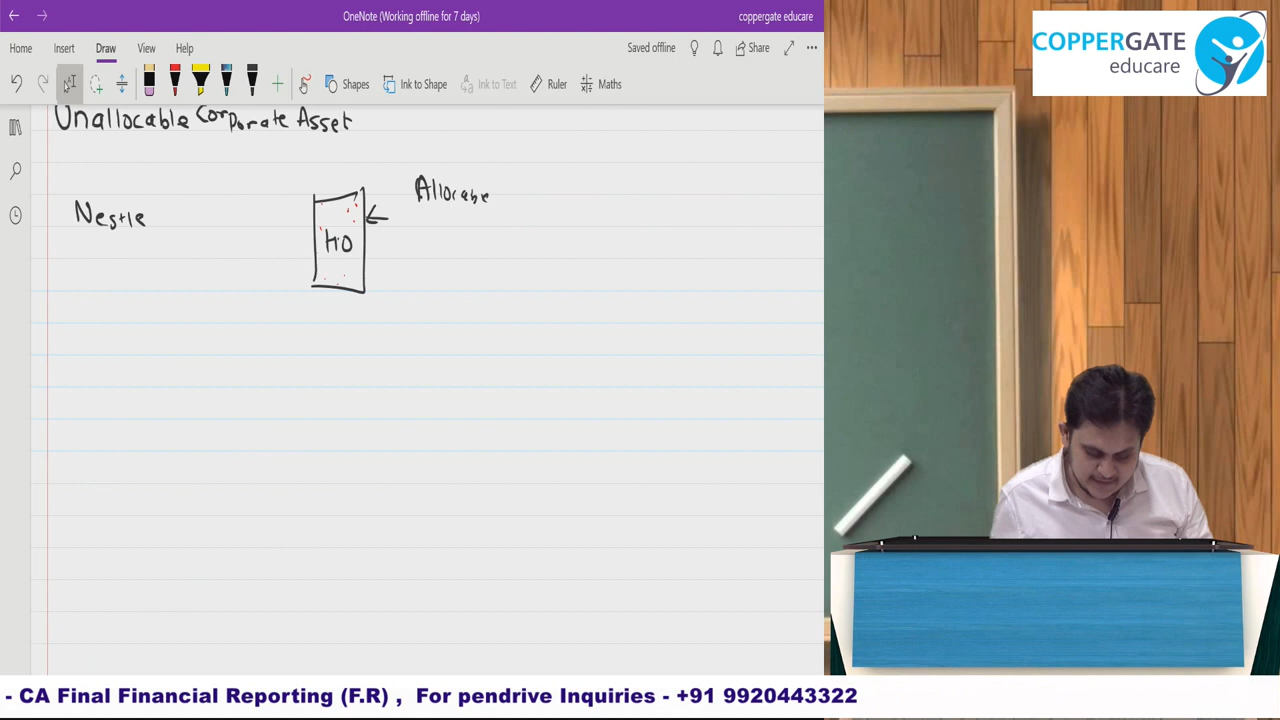 OneNote (Working offline for 7 days)
coppergate educare
Home Insert Draw View Help
Saved offline
Share
Shapes
Ink to Shape
Ink to Text
Ruler
Maths
COPPERGATE
educare
Unallocable Corporate Asset
Allocabe
Nestle
HO
- CA Final Financial Reporting (F.R) , For pendrive Inquiries - +91 9920443322